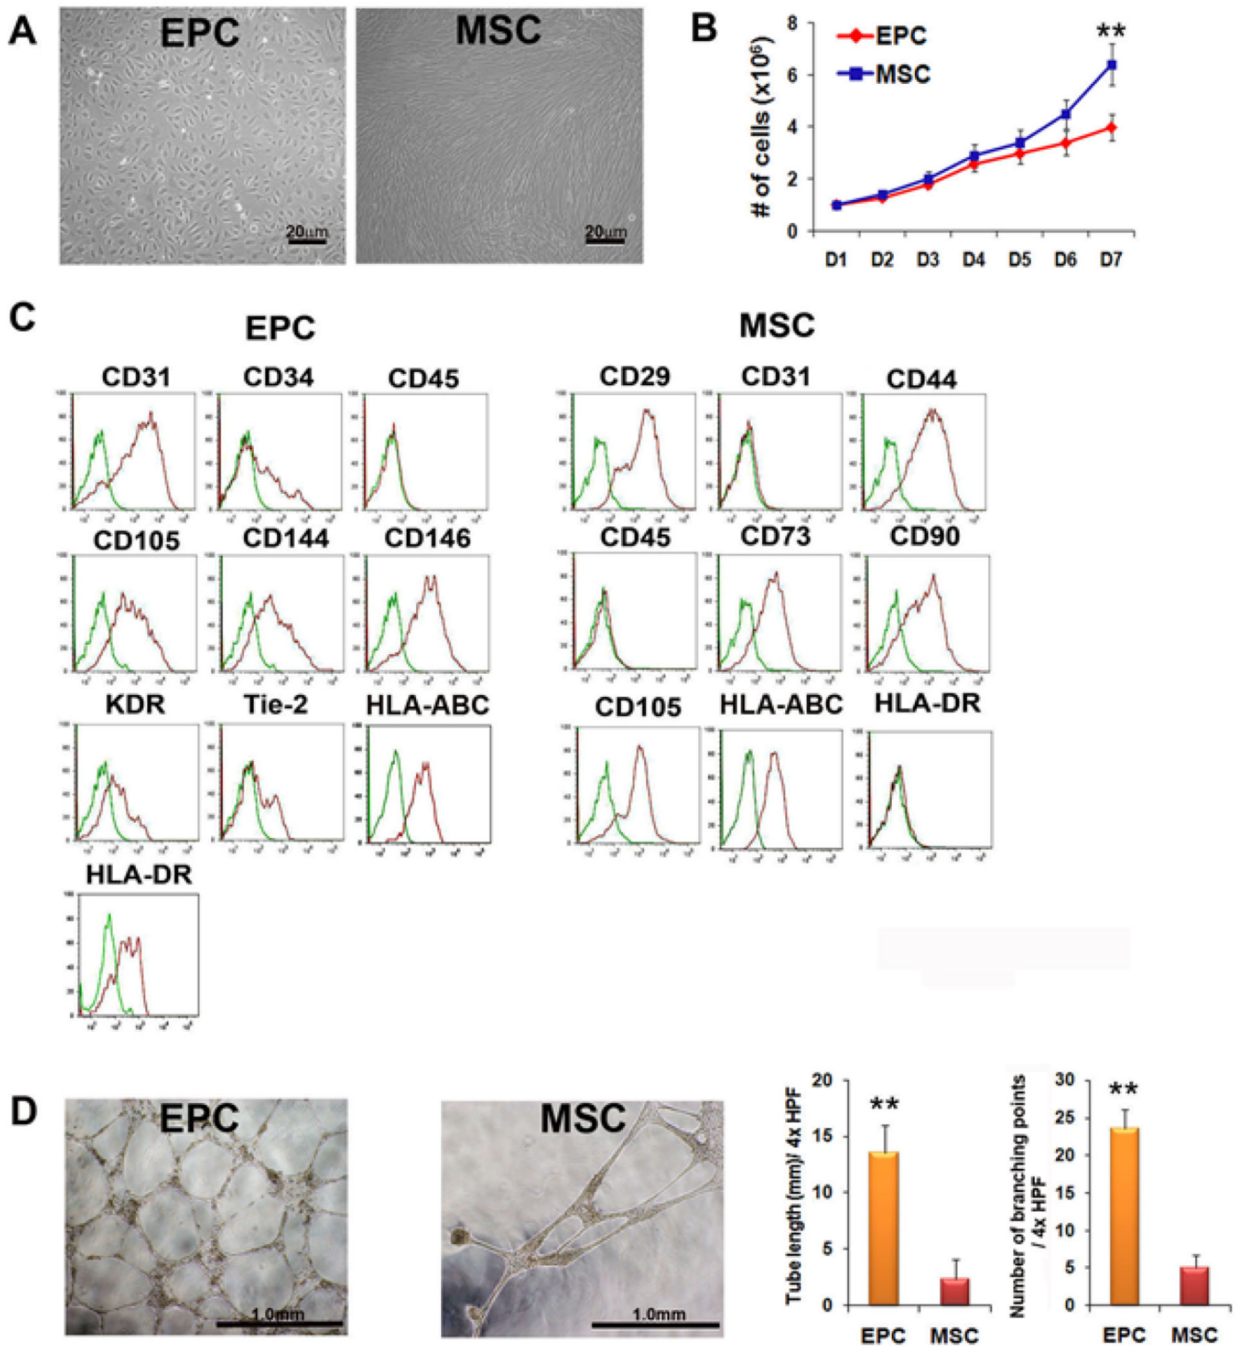 A
EPC
MSC
20μm
20μm
B
EPC
MSC
**
# of cells (x10⁶)
8
6
4
2
0
D1 D2 D3 D4 D5 D6 D7
C
EPC
MSC
CD31 CD34 CD45
CD29 CD31 CD44
CD105 CD144 CD146
CD45 CD73 CD90
KDR Tie-2 HLA-ABC
CD105 HLA-ABC HLA-DR
HLA-DR
D
EPC
1.0mm
MSC
1.0mm
Tube length (mm)/ 4x HPF
20
15
10
5
0
**
EPC MSC
Number of branching points
/ 4x HPF
30
25
20
15
10
5
0
**
EPC MSC